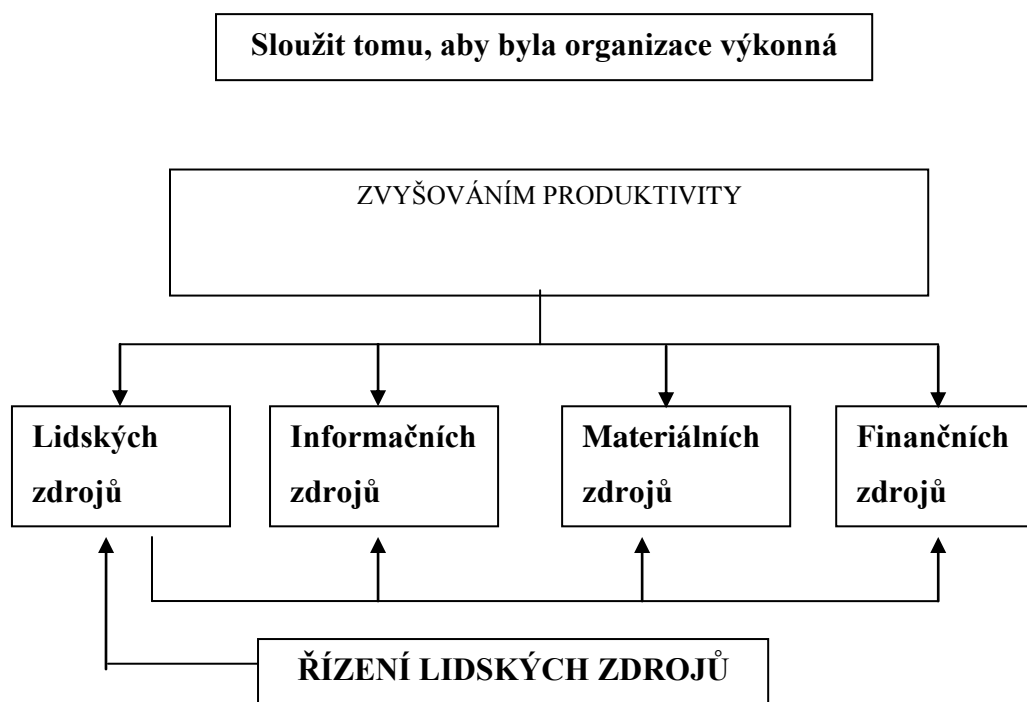 Sloužit tomu, aby byla organizace výkonná
ZVYŠOVÁNÍM PRODUKTIVITY
Lidských
zdrojů
Informačních
zdrojů
Materiálních
zdrojů
Finančních
zdrojů
ŘÍZENÍ LIDSKÝCH ZDROJŮ